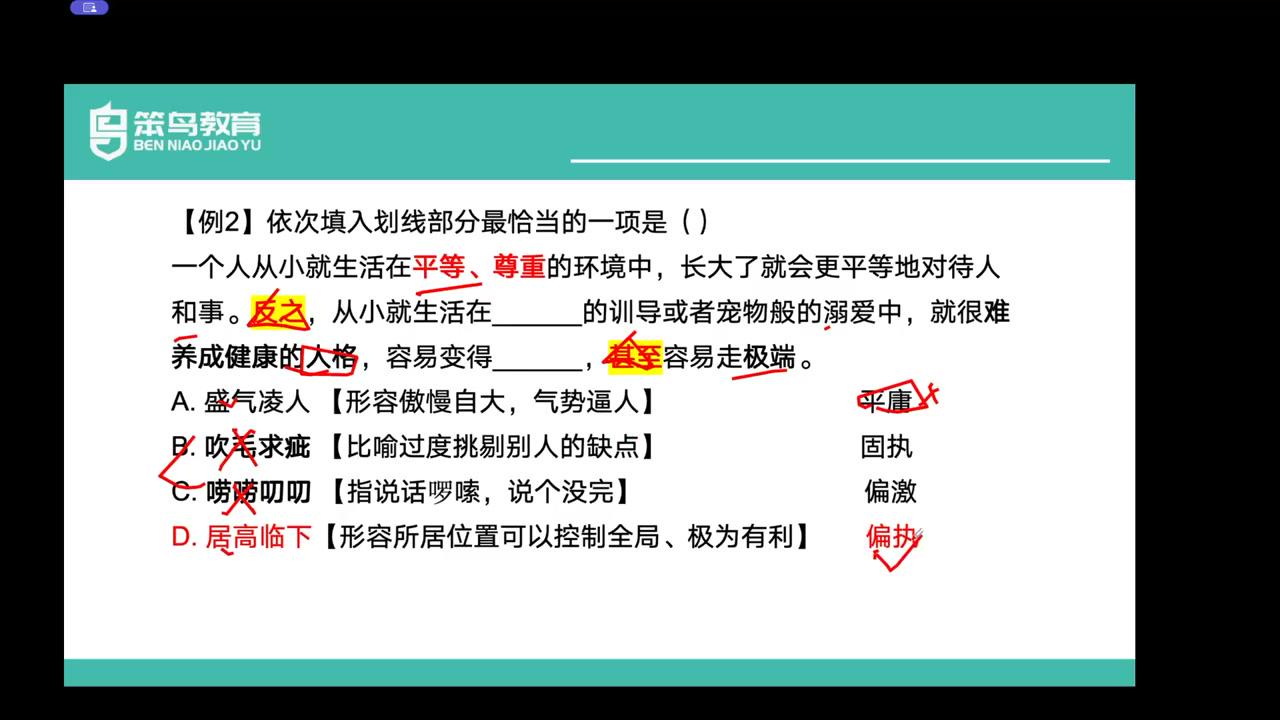 笨鸟教育
BEN NIAO JIAO YU
【例2】依次填入划线部分最恰当的一项是（）
一个人从小就生活在平等、尊重的环境中，长大了就会更平等地对待人
和事。反之，从小就生活在______的训导或者宠物般的溺爱中，就很难
养成健康的人格，容易变得______，甚至容易走极端。
A. 盛气凌人 【形容傲慢自大，气势逼人】 平庸
B. 吹毛求疵 【比喻过度挑剔别人的缺点】 固执
C. 唠唠叨叨 【指说话啰嗦，说个没完】 偏激
D. 居高临下【形容所居位置可以控制全局、极为有利】 偏执